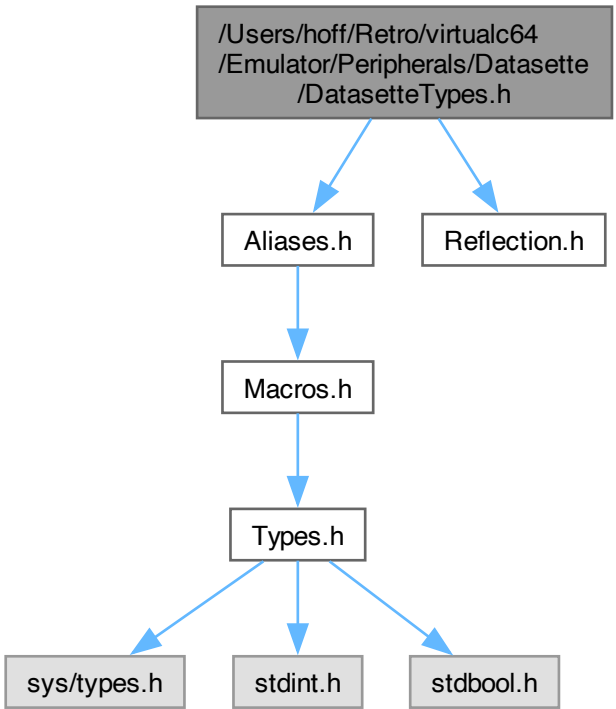 /Users/hoff/Retro/virtualc64
/Emulator/Peripherals/Datasette
/DatasetteTypes.h
Aliases.h
Reflection.h
Macros.h
Types.h
sys/types.h
stdint.h
stdbool.h